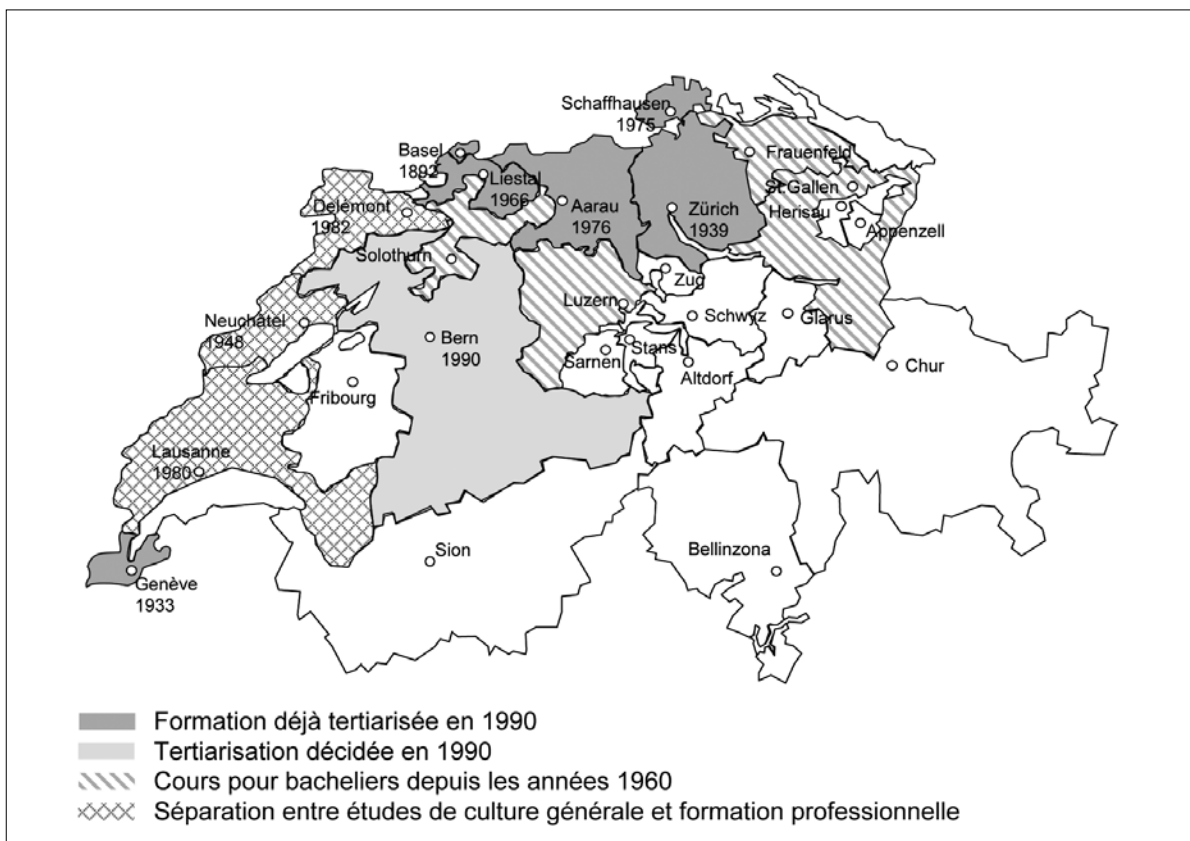 Schaffhausen
1975
Basel
1892
Liestal
1966
Frauenfeld
St.Gallen
Herisau
Appenzell
Delémont
1982
Aarau
1976
Zürich
1939
Solothurn
Zug
Luzern
Neuchâtel
1948
Bern
1990
Schwyz
Glarus
Sarnen
Stans
Altdorf
Chur
Fribourg
Lausanne
1980
Sion
Bellinzona
Genève
1933
Formation déjà tertiarisée en 1990
Tertiarisation décidée en 1990
Cours pour bacheliers depuis les années 1960
Séparation entre études de culture générale et formation professionnelle